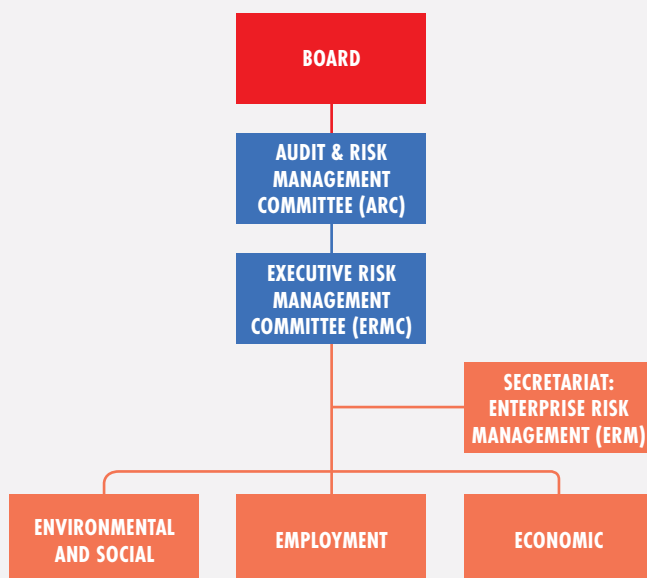 BOARD
AUDIT & RISK
MANAGEMENT
COMMITTEE (ARC)
EXECUTIVE RISK
MANAGEMENT
COMMITTEE (ERMC)
SECRETARIAT:
ENTERPRISE RISK
MANAGEMENT (ERM)
ENVIRONMENTAL
AND SOCIAL
EMPLOYMENT
ECONOMIC